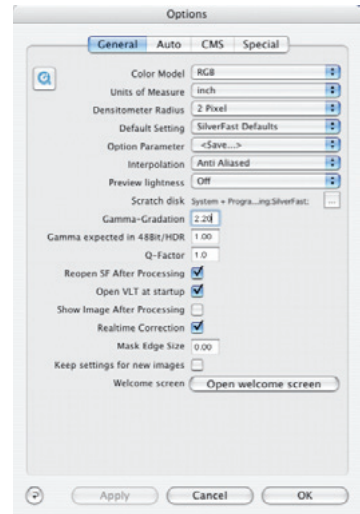 Options
General Auto CMS Special
Color Model RGB
Units of Measure inch
Densitometer Radius 2 Pixel
Default Setting SilverFast Defaults
Option Parameter <Save...>
Interpolation Anti Aliased
Preview lightness Off
Scratch disk System + Progra...ing:SilverFast: ...
Gamma-Gradation 2.20
Gamma expected in 48Bit/HDR 1.00
Q-Factor 1.0
Reopen SF After Processing
Open VLT at startup
Show Image After Processing
Realtime Correction
Mask Edge Size 0.00
Keep settings for new images
Welcome screen Open welcome screen
Apply Cancel OK